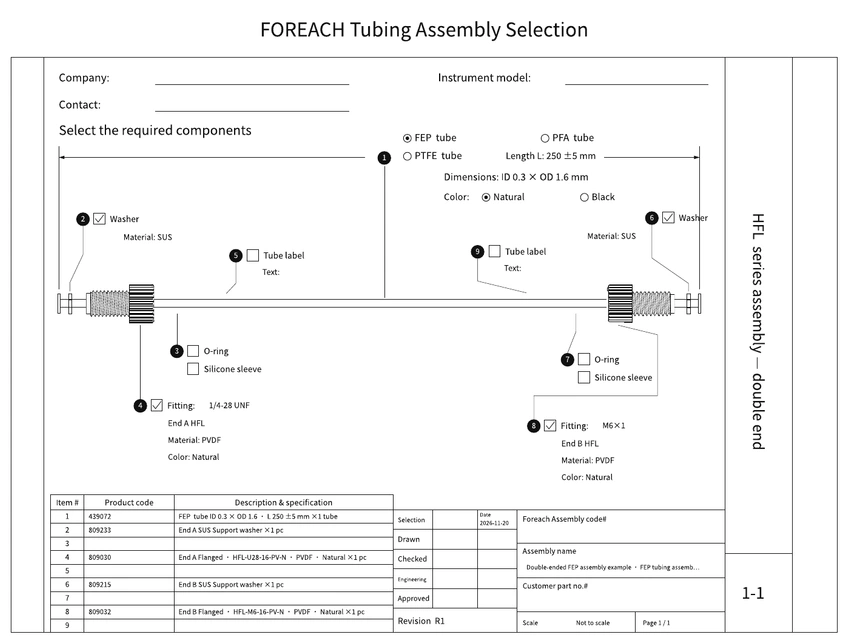 FOREACH Tubing Assembly Selection
Company:
Instrument model:
Contact:
Select the required components
1
FEP tube
PFA tube
PTFE tube
Length L: 250 ±5 mm
Dimensions: ID 0.3 × OD 1.6 mm
Color: Natural Black
2 Washer
Material: SUS
6 Washer
Material: SUS
5 Tube label
Text:
9 Tube label
Text:
3 O-ring
Silicone sleeve
7 O-ring
Silicone sleeve
4 Fitting: 1/4-28 UNF
End A HFL
Material: PVDF
Color: Natural
8 Fitting: M6×1
End B HFL
Material: PVDF
Color: Natural
HFL series assembly — double end
1-1
Item # Product code Description & specification
1 439072 FEP tube ID 0.3 × OD 1.6 · L 250 ±5 mm ×1 tube
2 809233 End A SUS Support washer ×1 pc
3
4 809030 End A Flanged · HFL-U28-16-PV-N · PVDF · Natural ×1 pc
5
6 809215 End B SUS Support washer ×1 pc
7
8 809032 End B Flanged · HFL-M6-16-PV-N · PVDF · Natural ×1 pc
9
Selection
Date
2026-11-20
Drawn
Checked
Engineering
Approved
Revision R1
Foreach Assembly code#
Assembly name
Double-ended FEP assembly example · FEP tubing assemb...
Customer part no.#
Scale Not to scale Page 1 / 1